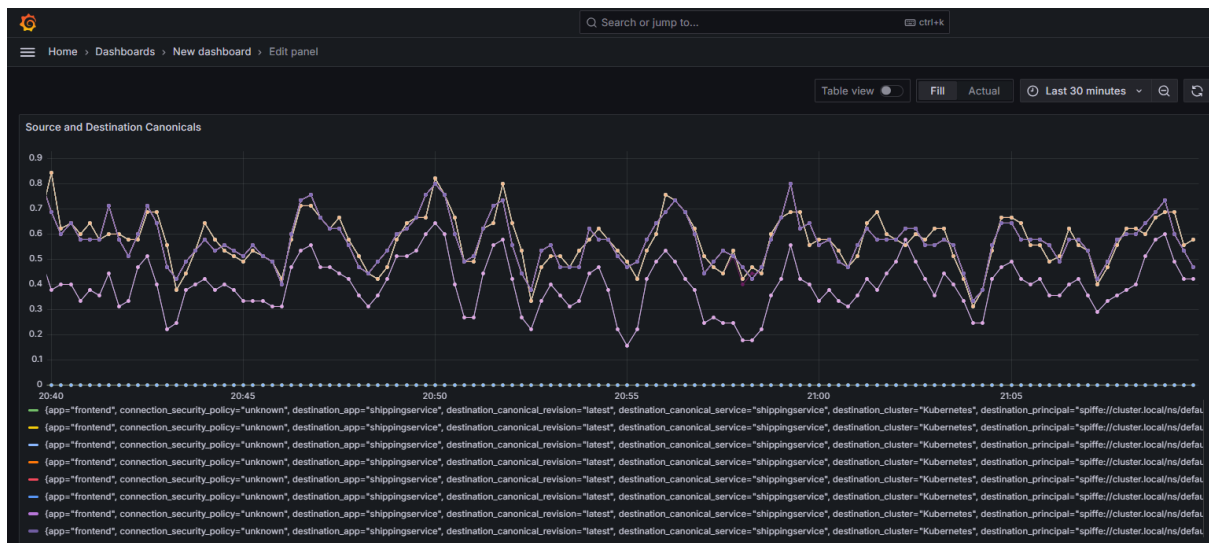 Search or jump to... ctrl+k
Home > Dashboards > New dashboard > Edit panel
Table view Fill Actual Last 30 minutes
Source and Destination Canonicals
0.9
0.8
0.7
0.6
0.5
0.4
0.3
0.2
0.1
0
20:40 20:45 20:50 20:55 21:00 21:05
{app="frontend", connection_security_policy="unknown", destination_app="shippingservice", destination_canonical_revision="latest", destination_canonical_service="shippingservice", destination_cluster="Kubernetes", destination_principal="spiffe://cluster.local/ns/defau
{app="frontend", connection_security_policy="unknown", destination_app="shippingservice", destination_canonical_revision="latest", destination_canonical_service="shippingservice", destination_cluster="Kubernetes", destination_principal="spiffe://cluster.local/ns/defau
{app="frontend", connection_security_policy="unknown", destination_app="shippingservice", destination_canonical_revision="latest", destination_canonical_service="shippingservice", destination_cluster="Kubernetes", destination_principal="spiffe://cluster.local/ns/defau
{app="frontend", connection_security_policy="unknown", destination_app="shippingservice", destination_canonical_revision="latest", destination_canonical_service="shippingservice", destination_cluster="Kubernetes", destination_principal="spiffe://cluster.local/ns/defau
{app="frontend", connection_security_policy="unknown", destination_app="shippingservice", destination_canonical_revision="latest", destination_canonical_service="shippingservice", destination_cluster="Kubernetes", destination_principal="spiffe://cluster.local/ns/defau
{app="frontend", connection_security_policy="unknown", destination_app="shippingservice", destination_canonical_revision="latest", destination_canonical_service="shippingservice", destination_cluster="Kubernetes", destination_principal="spiffe://cluster.local/ns/defau
{app="frontend", connection_security_policy="unknown", destination_app="shippingservice", destination_canonical_revision="latest", destination_canonical_service="shippingservice", destination_cluster="Kubernetes", destination_principal="spiffe://cluster.local/ns/defau
{app="frontend", connection_security_policy="unknown", destination_app="shippingservice", destination_canonical_revision="latest", destination_canonical_service="shippingservice", destination_cluster="Kubernetes", destination_principal="spiffe://cluster.local/ns/defau